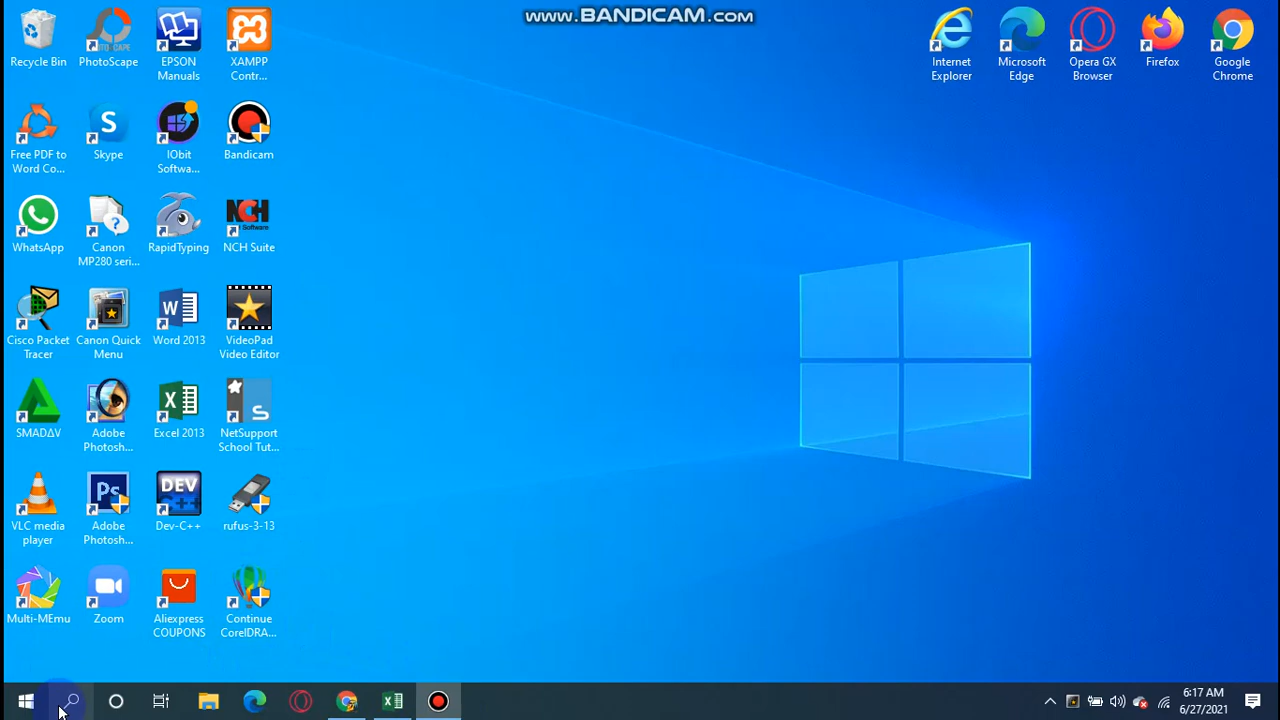 www.BANDICAM.com
Recycle Bin
PhotoScape
EPSON
Manuals
XAMPP
Contr...
Internet
Explorer
Microsoft
Edge
Opera GX
Browser
Firefox
Google
Chrome
Free PDF to
Word Co...
Skype
IObit
Softwa...
Bandicam
WhatsApp
Canon
MP280 seri...
RapidTyping
NCH
NCH Suite
Cisco Packet
Tracer
Canon Quick
Menu
Word 2013
VideoPad
Video Editor
SMADΔV
Adobe
Photosh...
Excel 2013
NetSupport
School Tut...
VLC media
player
Ps
Adobe
Photosh...
DEV
C++
Dev-C++
rufus-3-13
Multi-MEmu
Zoom
Aliexpress
COUPONS
Continue
CorelDRA...
6:17 AM
6/27/2021